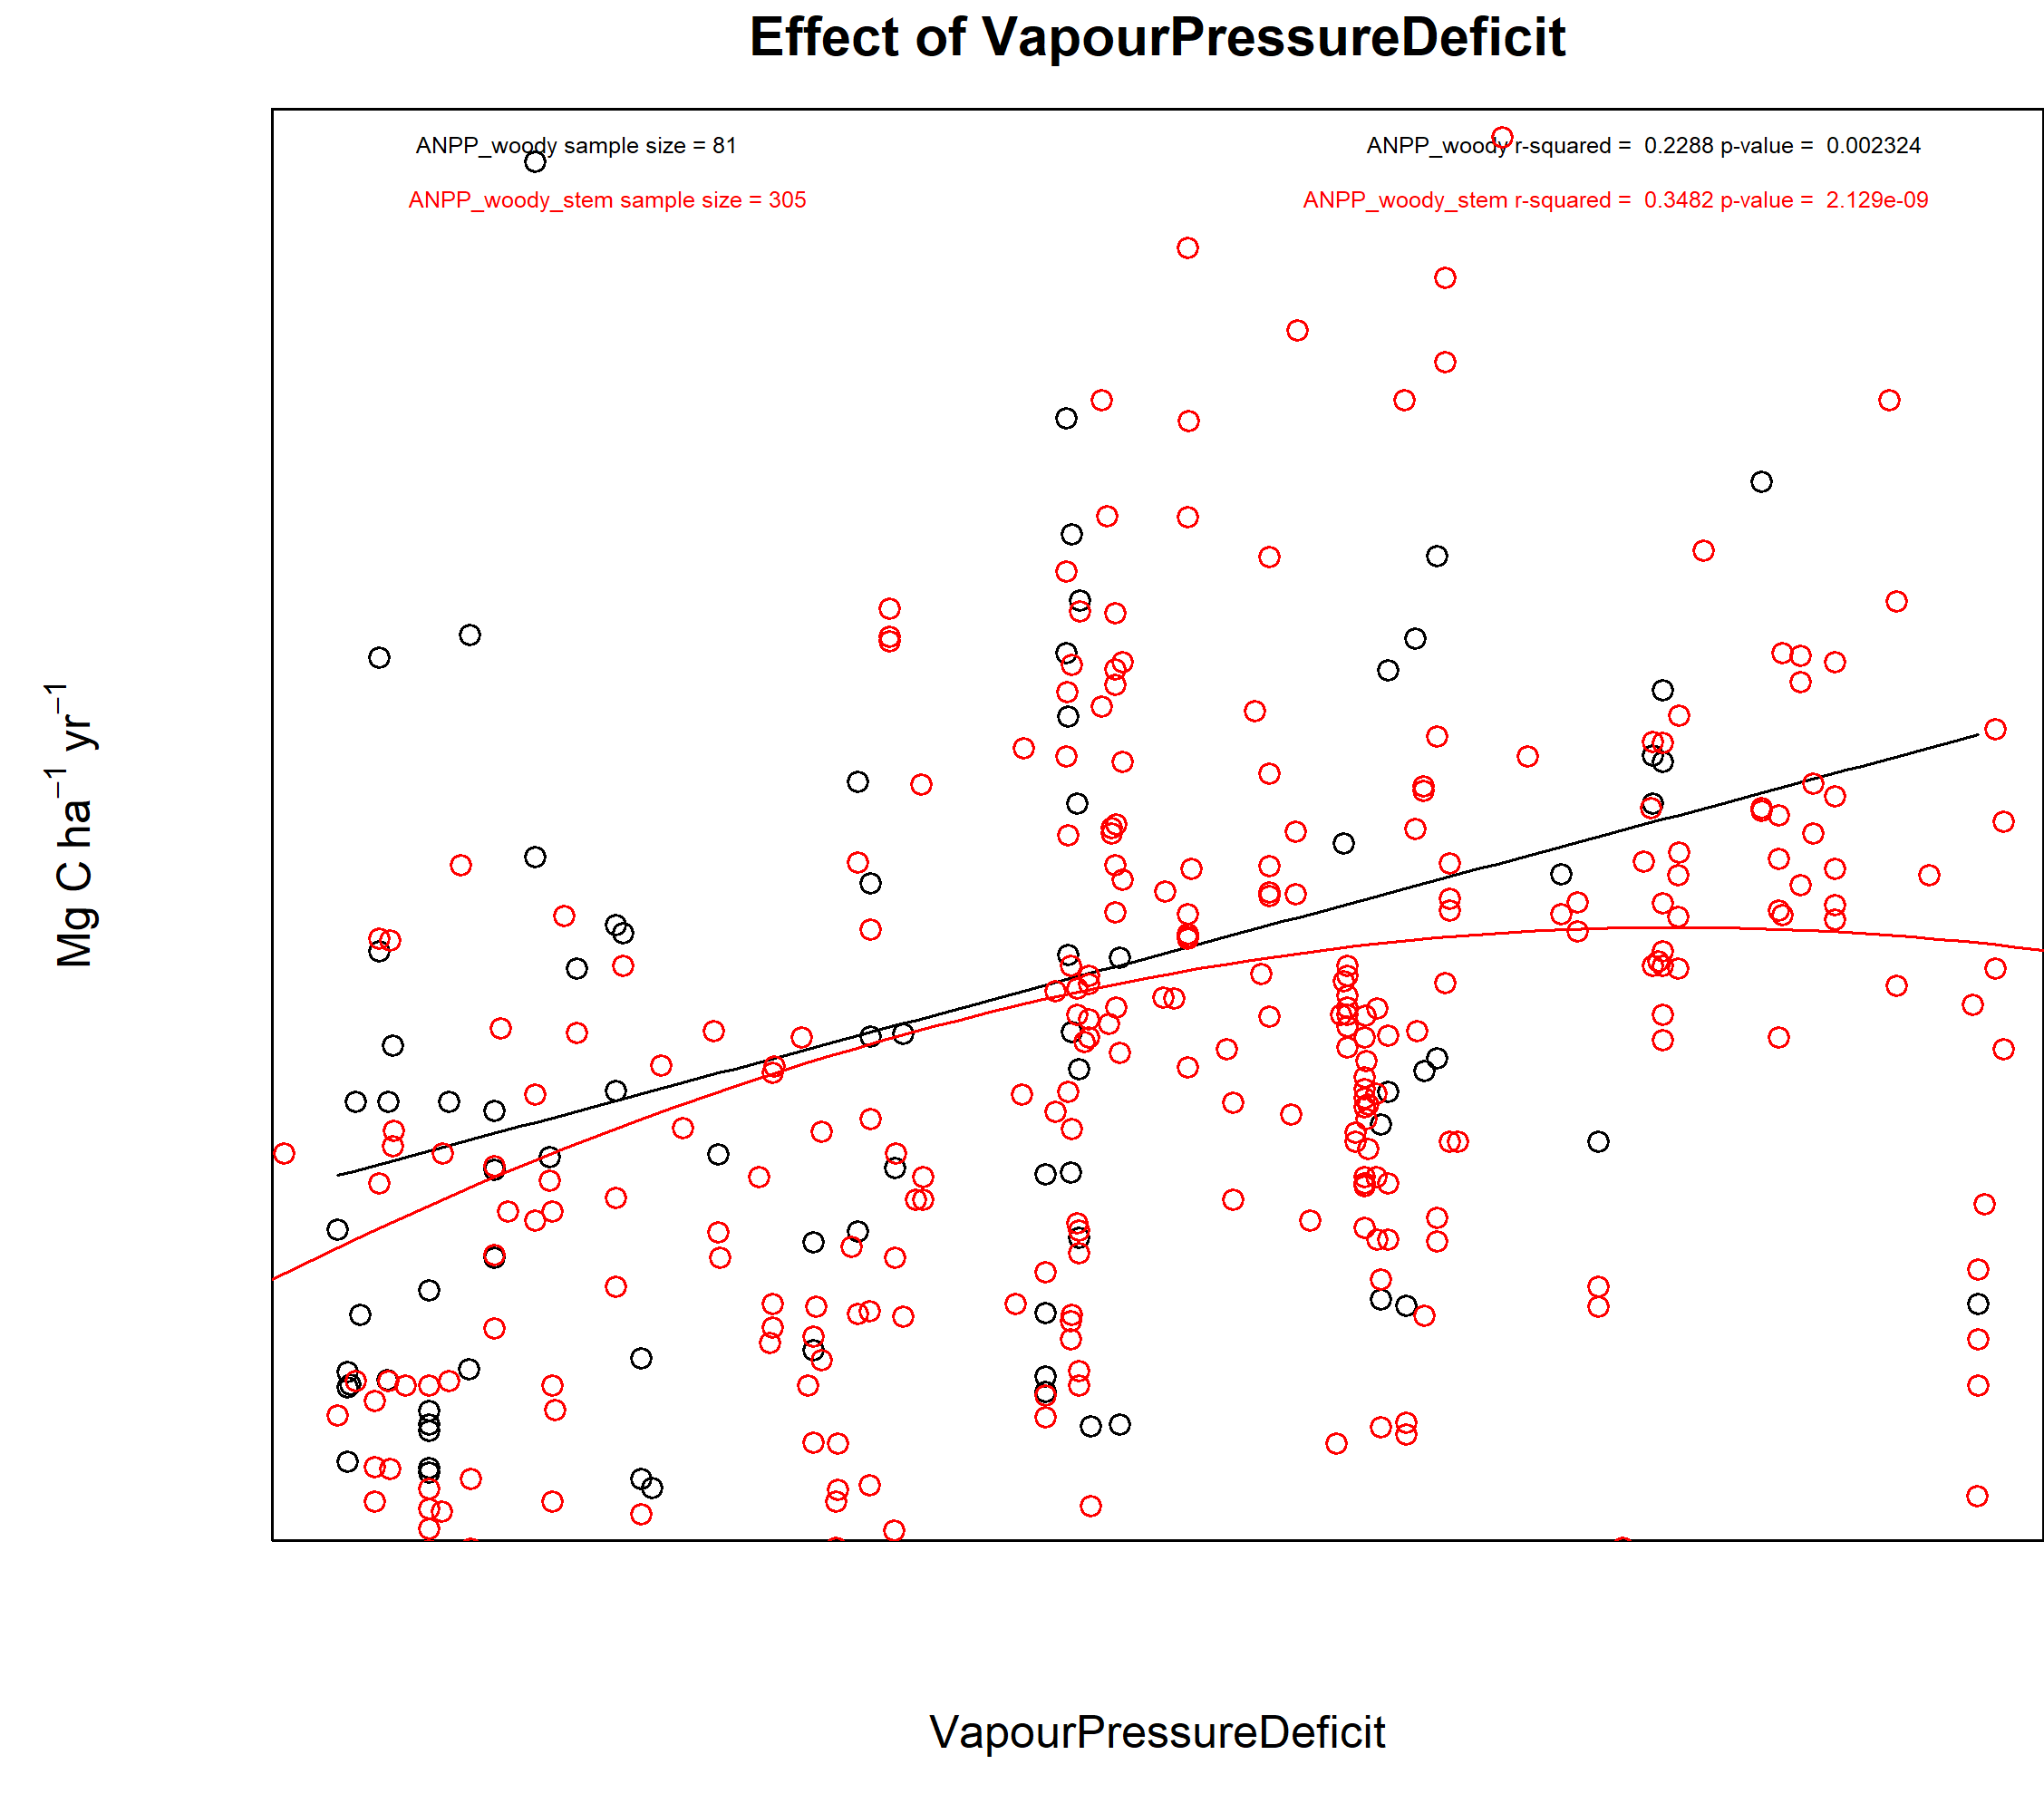 Effect of VapourPressureDeficit
ANPP_woody sample size = 81
ANPP_woody r-squared = 0.2288 p-value = 0.002324
ANPP_woody_stem sample size = 305
ANPP_woody_stem r-squared = 0.3482 p-value = 2.129e-09
Mg C ha⁻¹ yr⁻¹
VapourPressureDeficit